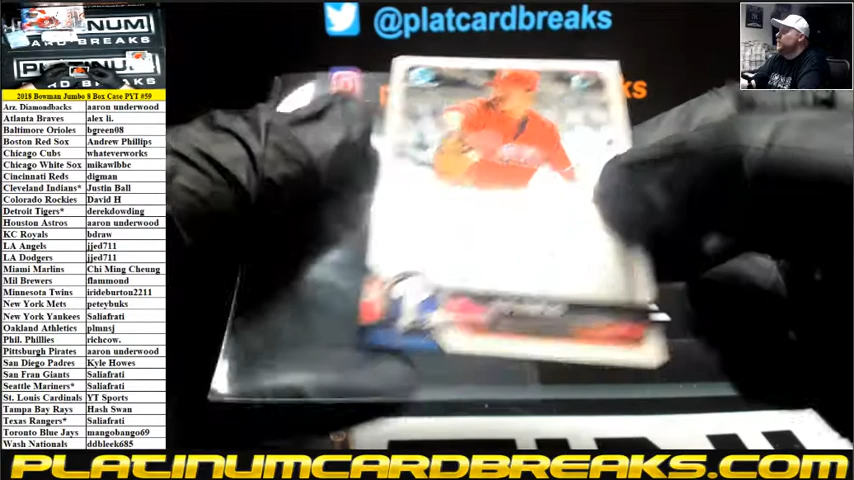 @platcardbreaks
2018 Bowman Jumbo 8 Box Case PYT #59
Arz. Diamondbacks aaron underwood
Atlanta Braves alex li.
Baltimore Orioles bgreen08
Boston Red Sox Andrew Phillips
Chicago Cubs whateverworks
Chicago White Sox mikawlbbc
Cincinnati Reds digman
Cleveland Indians* Justin Ball
Colorado Rockies David H
Detroit Tigers* derekdowding
Houston Astros aaron underwood
KC Royals bdraw
LA Angels jjed711
LA Dodgers jjed711
Miami Marlins Chi Ming Cheung
Mil Brewers flammond
Minnesota Twins irideburton2211
New York Mets peteybuks
New York Yankees Saliafrati
Oakland Athletics plmnsj
Phil. Phillies richcow.
Pittsburgh Pirates aaron underwood
San Diego Padres Kyle Howes
San Fran Giants Saliafrati
Seattle Mariners* Saliafrati
St. Louis Cardinals YT Sports
Tampa Bay Rays Hash Swan
Texas Rangers* Saliafrati
Toronto Blue Jays mangobango69
Wash Nationals ddbleek685
PLATINUMCARDBREAKS.COM